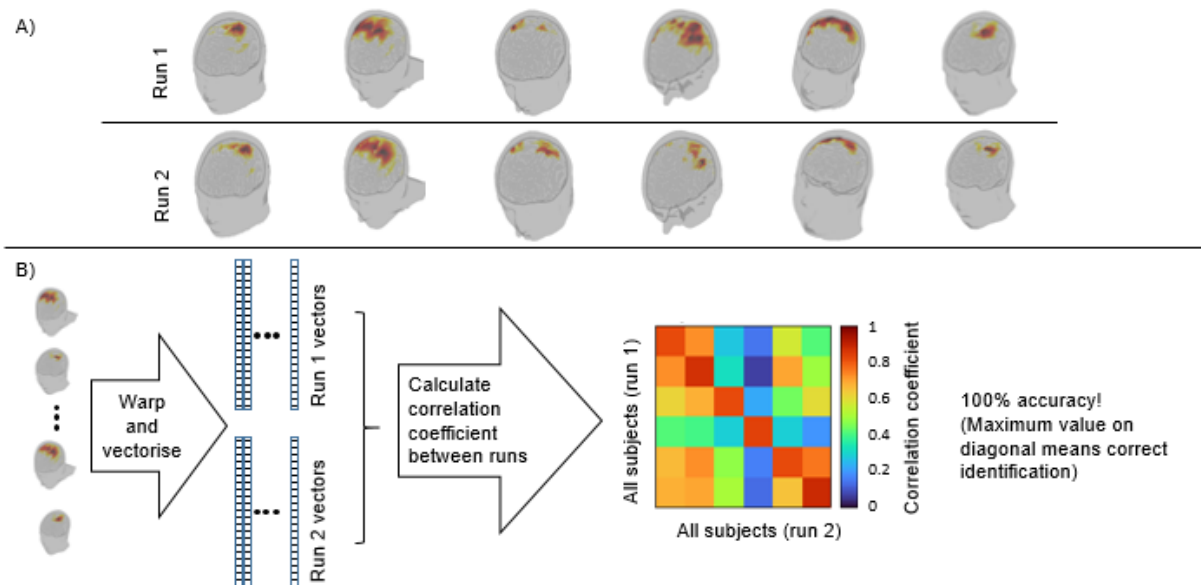 A)
Run 1
Run 2
B)
Warp
and
vectorise
Run 1 vectors
Run 2 vectors
Calculate
correlation
coefficient
between runs
All subjects (run 1)
All subjects (run 2)
1
0.8
0.6
0.4
0.2
0
Correlation coefficient
100% accuracy!
(Maximum value on
diagonal means correct
identification)